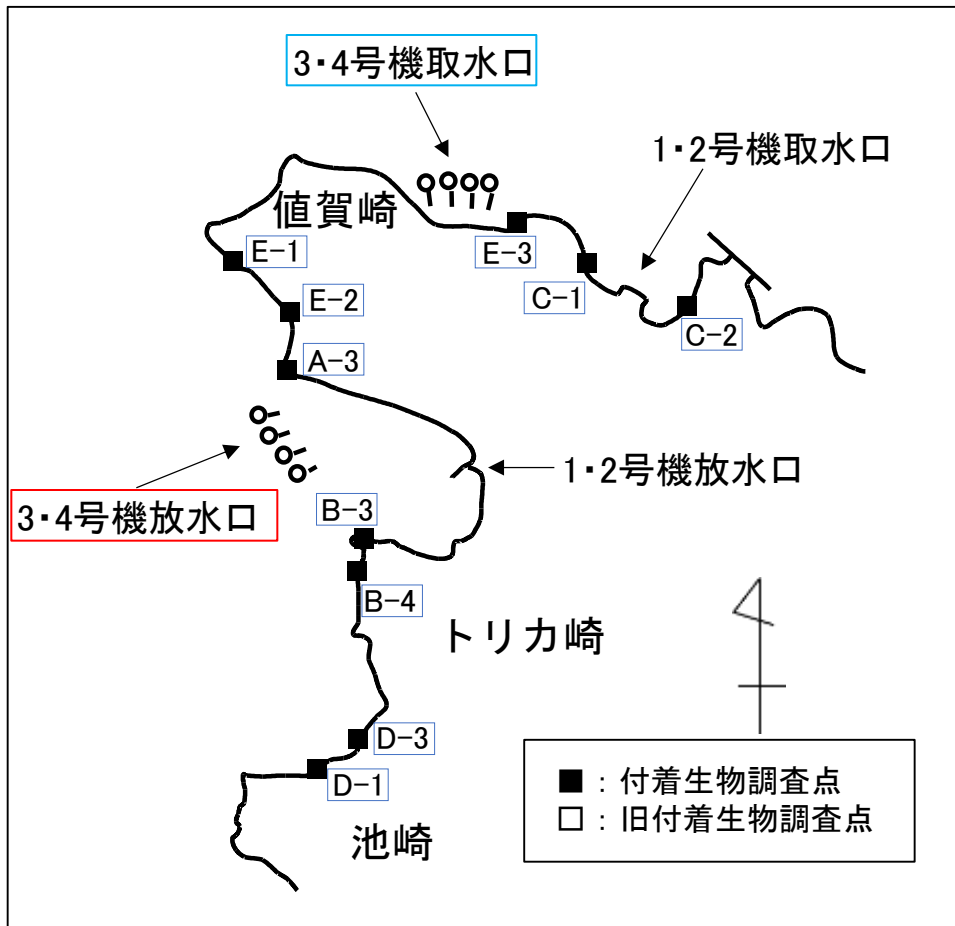 3・4号機取水口
1・2号機取水口
値賀崎
E-3
E-1
C-1
E-2
C-2
A-3
1・2号機放水口
3・4号機放水口
B-3
B-4
トリカ崎
D-3
D-1
池崎
■：付着生物調査点
□：旧付着生物調査点